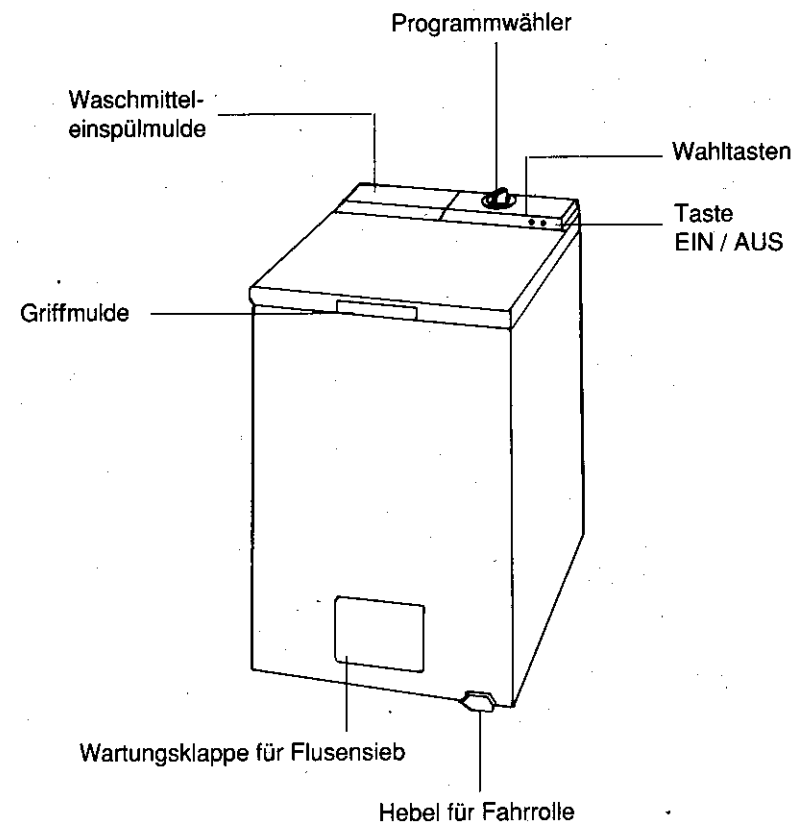 Programmwähler
Waschmittel-
einspülmulde
Wahltasten
Taste
EIN / AUS
Griffmulde
Wartungsklappe für Flusensieb
Hebel für Fahrrolle